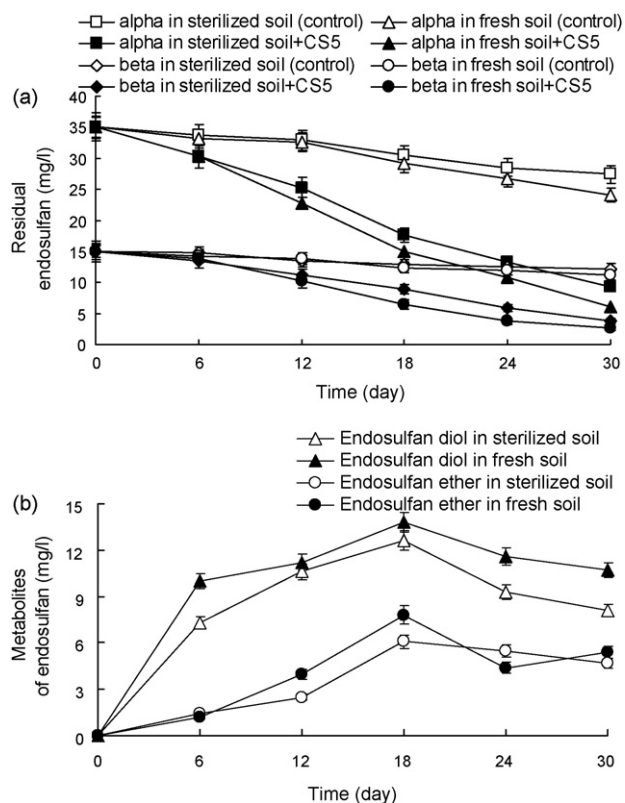 alpha in sterilized soil (control) alpha in fresh soil (control)
alpha in sterilized soil+CS5 alpha in fresh soil+CS5
beta in sterilized soil (control) beta in fresh soil (control)
beta in sterilized soil+CS5 beta in fresh soil+CS5
(a)
40
35
30
25
20
15
10
5
0
Residual
endosulfan (mg/l)
0 6 12 18 24 30
Time (day)
Endosulfan diol in sterilized soil
Endosulfan diol in fresh soil
Endosulfan ether in sterilized soil
Endosulfan ether in fresh soil
(b)
15
12
9
6
3
0
Metabolites
of endosulfan (mg/l)
0 6 12 18 24 30
Time (day)